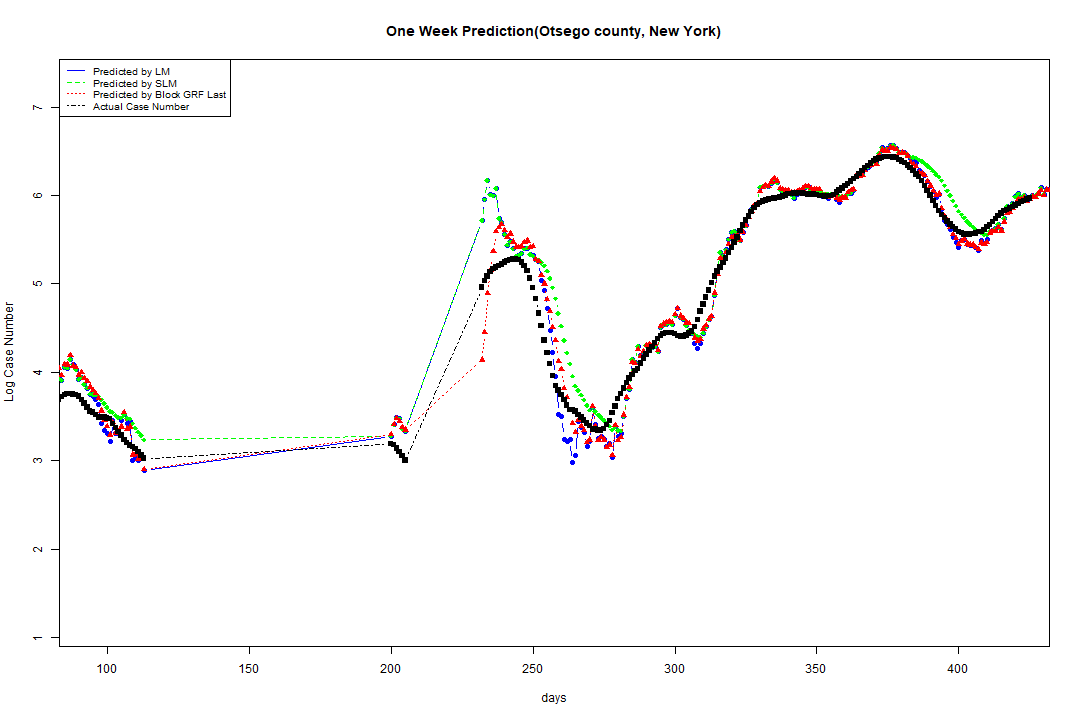 One Week Prediction(Otsego county, New York)
Predicted by LM
Predicted by SLM
Predicted by Block GRF Last
Actual Case Number
7
6
5
4
3
2
1
Log Case Number
100 150 200 250 300 350 400
days